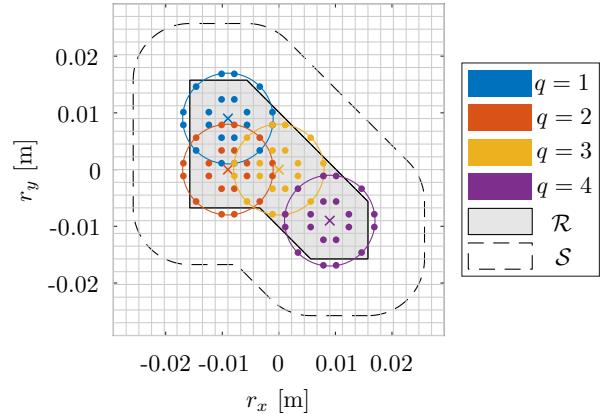 0.02
0.01
0
-0.01
-0.02
r_y [m]
-0.02 -0.01 0 0.01 0.02
r_x [m]
q = 1
q = 2
q = 3
q = 4
ℛ
𝒮